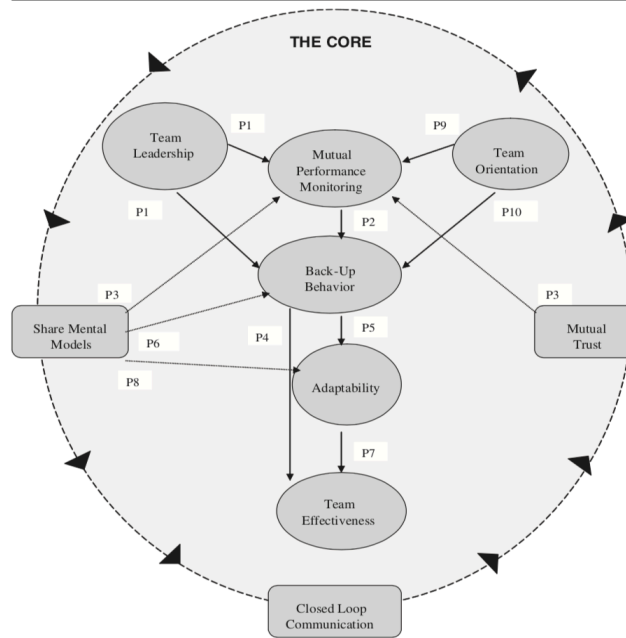 THE CORE
P1
P9
Team
Leadership
Mutual
Performance
Monitoring
Team
Orientation
P1
P2
P10
Back-Up
Behavior
P3
P3
Share Mental
Models
P6
P4
P5
Mutual
Trust
P8
Adaptability
P7
Team
Effectiveness
Closed Loop
Communication